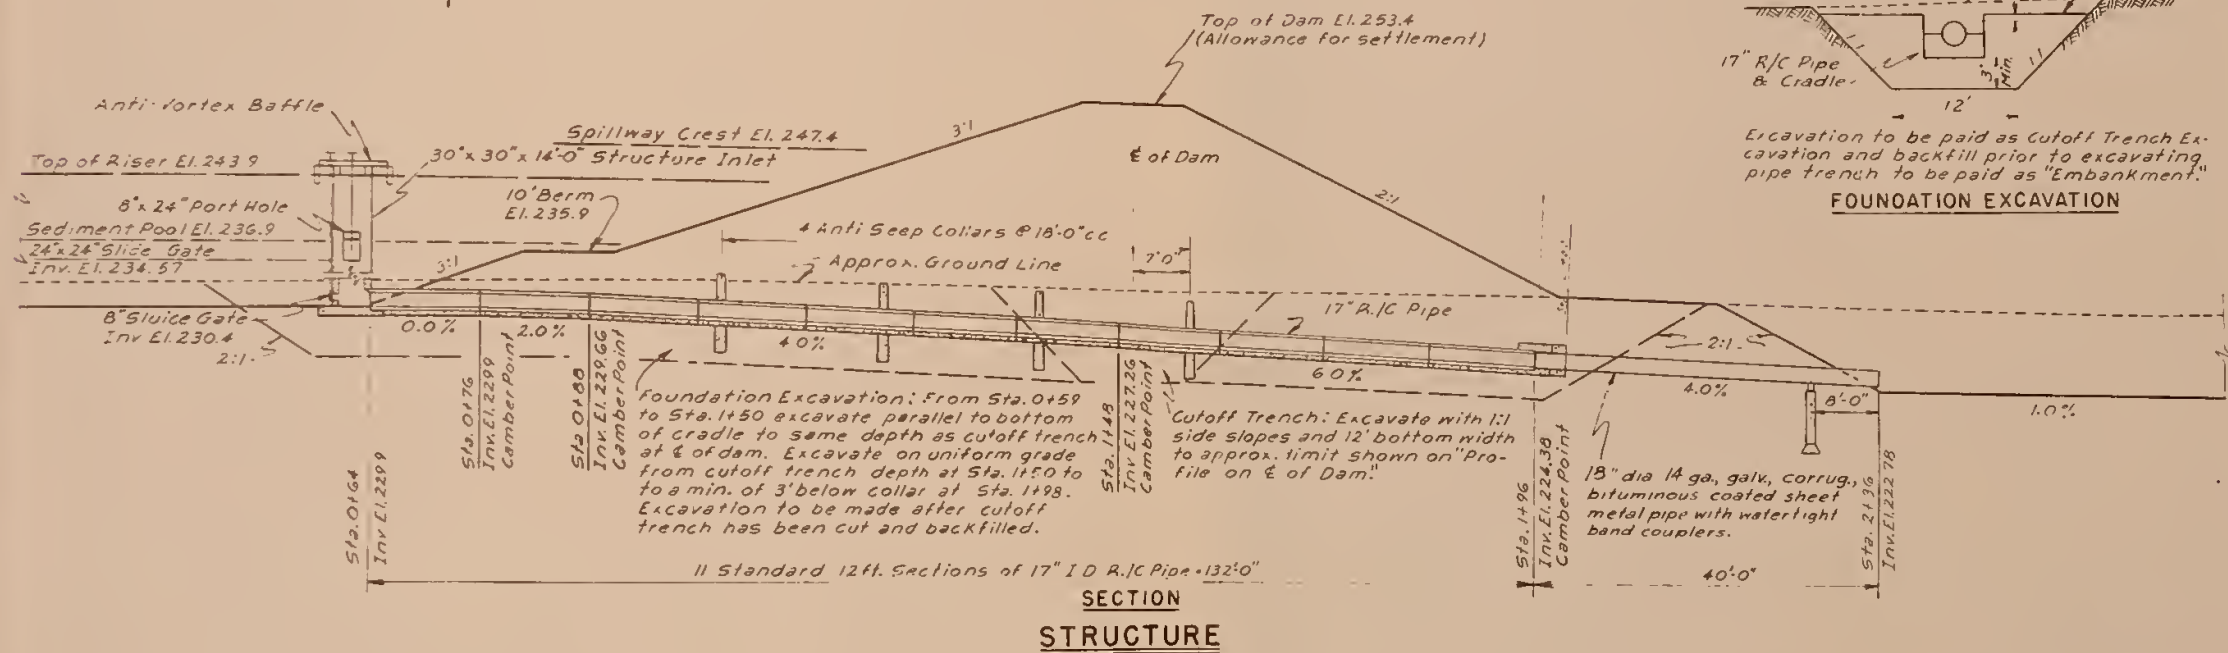 Top of Dam El. 253.4
(Allowance for settlement)
17" R/C Pipe
& Cradle
3'
Min.
1:1
12'
Excavation to be paid as Cutoff Trench Ex-
cavation and backfill prior to excavating
pipe trench to be paid as "Embankment."
FOUNDATION EXCAVATION
Anti-Vortex Baffle
Spillway Crest El. 247.4
Top of Riser El. 243.9
30" x 30" x 14'-0" Structure Inlet
3:1
¢ of Dam
10' Berm
El. 235.9
8" x 24" Port Hole
Sediment Pool El. 236.9
24" x 24" Slice Gate
Inv. El. 234.57
2:1
4 Anti Seep Collars @ 18'-0" cc
Approx. Ground Line
7'0"
3:1
17" R/C Pipe
8" Sluice Gate
Inv El. 230.4
2:1
0.0%
2.0%
4.0%
6.0%
4.0%
2:1
8'-0"
1.0%
Sta. 0+64
Inv El. 229.9
Sta. 0+76
Inv. El. 229.9
Camber Point
Sta. 0+88
Inv. El. 229.66
Camber Point
Foundation Excavation: From Sta. 0+59
to Sta. 1+50 excavate parallel to bottom
of cradle to same depth as cutoff trench
at ¢ of dam. Excavate on uniform grade
from cutoff trench depth at Sta. 1+50 to
to a min. of 3' below collar at Sta. 1+98.
Excavation to be made after cutoff
trench has been cut and backfilled.
Sta. 1+48
Inv El. 227.26
Camber Point
Cutoff Trench: Excavate with 1:1
side slopes and 12' bottom width
to approx. limit shown on "Pro-
file on ¢ of Dam."
Sta. 1+96
Inv. El. 224.38
Camber Point
18" dia 14 ga., galv., corrug.,
bituminous coated sheet
metal pipe with watertight
band couplers.
Sta. 2+36
Inv. El. 222.78
11 Standard 12 ft. Sections of 17" I D R./C Pipe = 132'-0"
40'-0"
SECTION
STRUCTURE